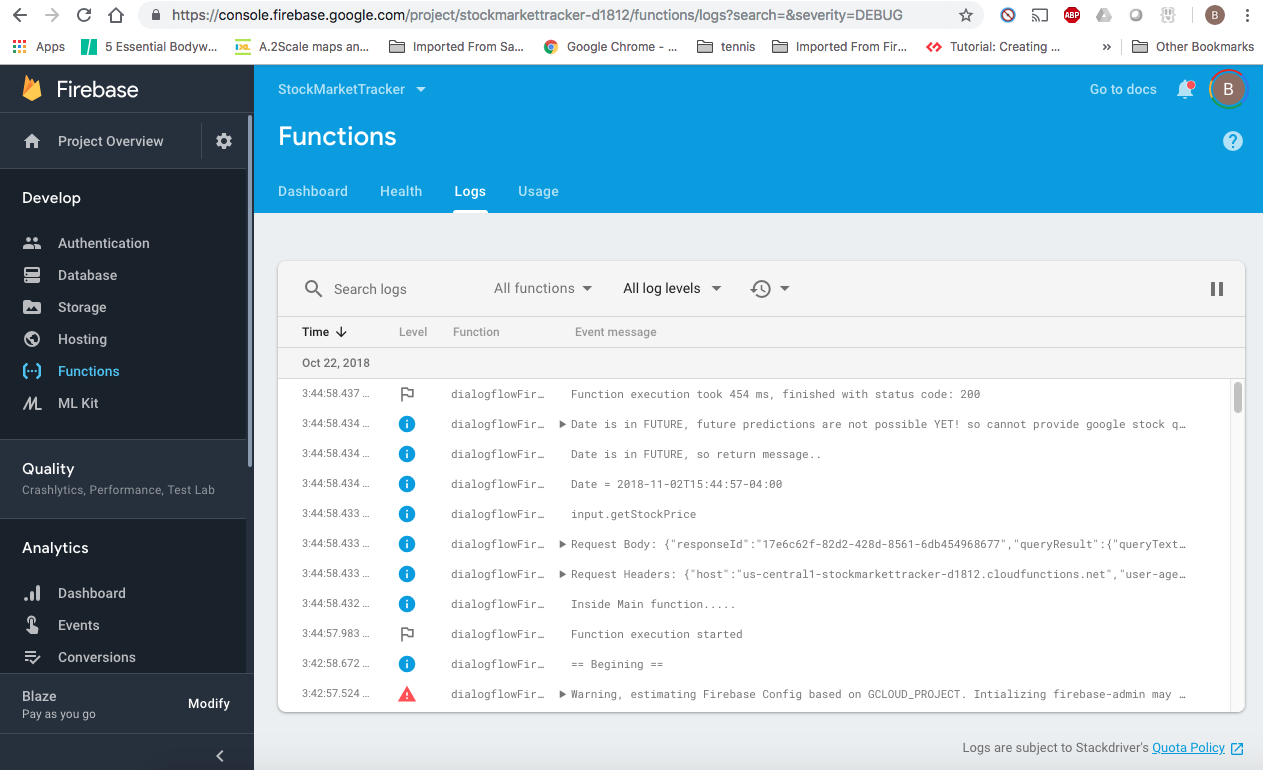 https://console.firebase.google.com/project/stockmarkettracker-d1812/functions/logs?search=&severity=DEBUG
ABP
B
Apps
5 Essential Bodyw...
A.2Scale maps an...
Imported From Sa...
Google Chrome - ...
tennis
Imported From Fir...
Tutorial: Creating ...
»
Other Bookmarks
Firebase
StockMarketTracker
Go to docs
B
Project Overview
Functions
?
Dashboard
Health
Logs
Usage
Develop
Authentication
Database
Storage
Hosting
Functions
ML Kit
Quality
Crashlytics, Performance, Test Lab
Analytics
Dashboard
Events
Conversions
Blaze
Pay as you go
Modify
Search logs
All functions
All log levels
Time
Level
Function
Event message
Oct 22, 2018
3:44:58.437 ... dialogflowFir... Function execution took 454 ms, finished with status code: 200
3:44:58.434 ... dialogflowFir... Date is in FUTURE, future predictions are not possible YET! so cannot provide google stock q...
3:44:58.434 ... dialogflowFir... Date is in FUTURE, so return message..
3:44:58.434 ... dialogflowFir... Date = 2018-11-02T15:44:57-04:00
3:44:58.433 ... dialogflowFir... input.getStockPrice
3:44:58.433 ... dialogflowFir... Request Body: {"responseId":"17e6c62f-82d2-428d-8561-6db454968677","queryResult":{"queryText...
3:44:58.433 ... dialogflowFir... Request Headers: {"host":"us-central1-stockmarkettracker-d1812.cloudfunctions.net","user-age...
3:44:58.432 ... dialogflowFir... Inside Main function.....
3:44:57.983 ... dialogflowFir... Function execution started
3:42:58.672 ... dialogflowFir... == Begining ==
3:42:57.524 ... dialogflowFir... Warning, estimating Firebase Config based on GCLOUD_PROJECT. Intializing firebase-admin may ...
Logs are subject to Stackdriver's Quota Policy